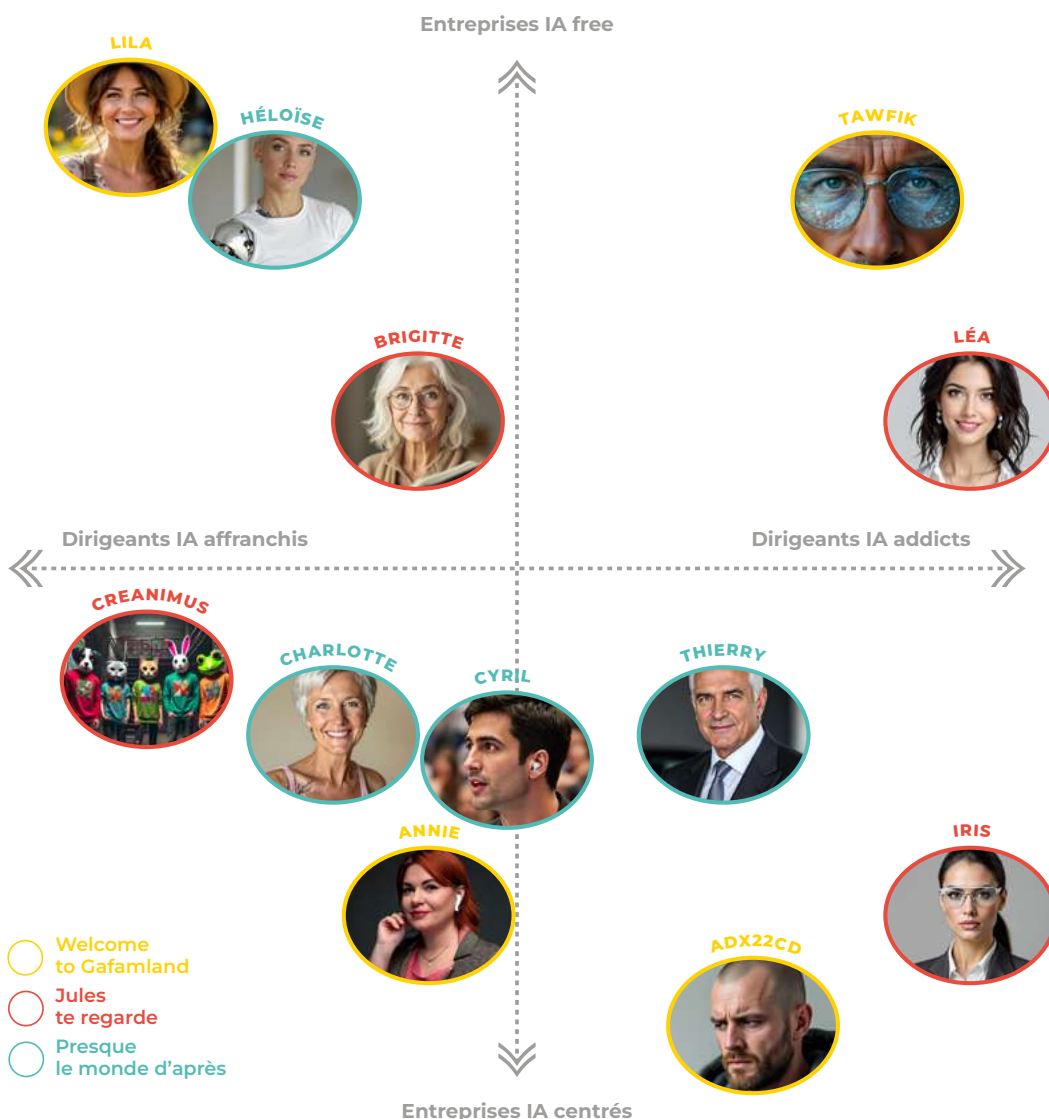 Entreprises IA free
LILA
HÉLOÏSE
TAWFIK
BRIGITTE
LÉA
Dirigeants IA affranchis
Dirigeants IA addicts
CREANIMUS
CHARLOTTE
CYRIL
THIERRY
ANNIE
IRIS
ADX22CD
Welcome
to Gafamland
Jules
te regarde
Presque
le monde d'après
Entreprises IA centrés